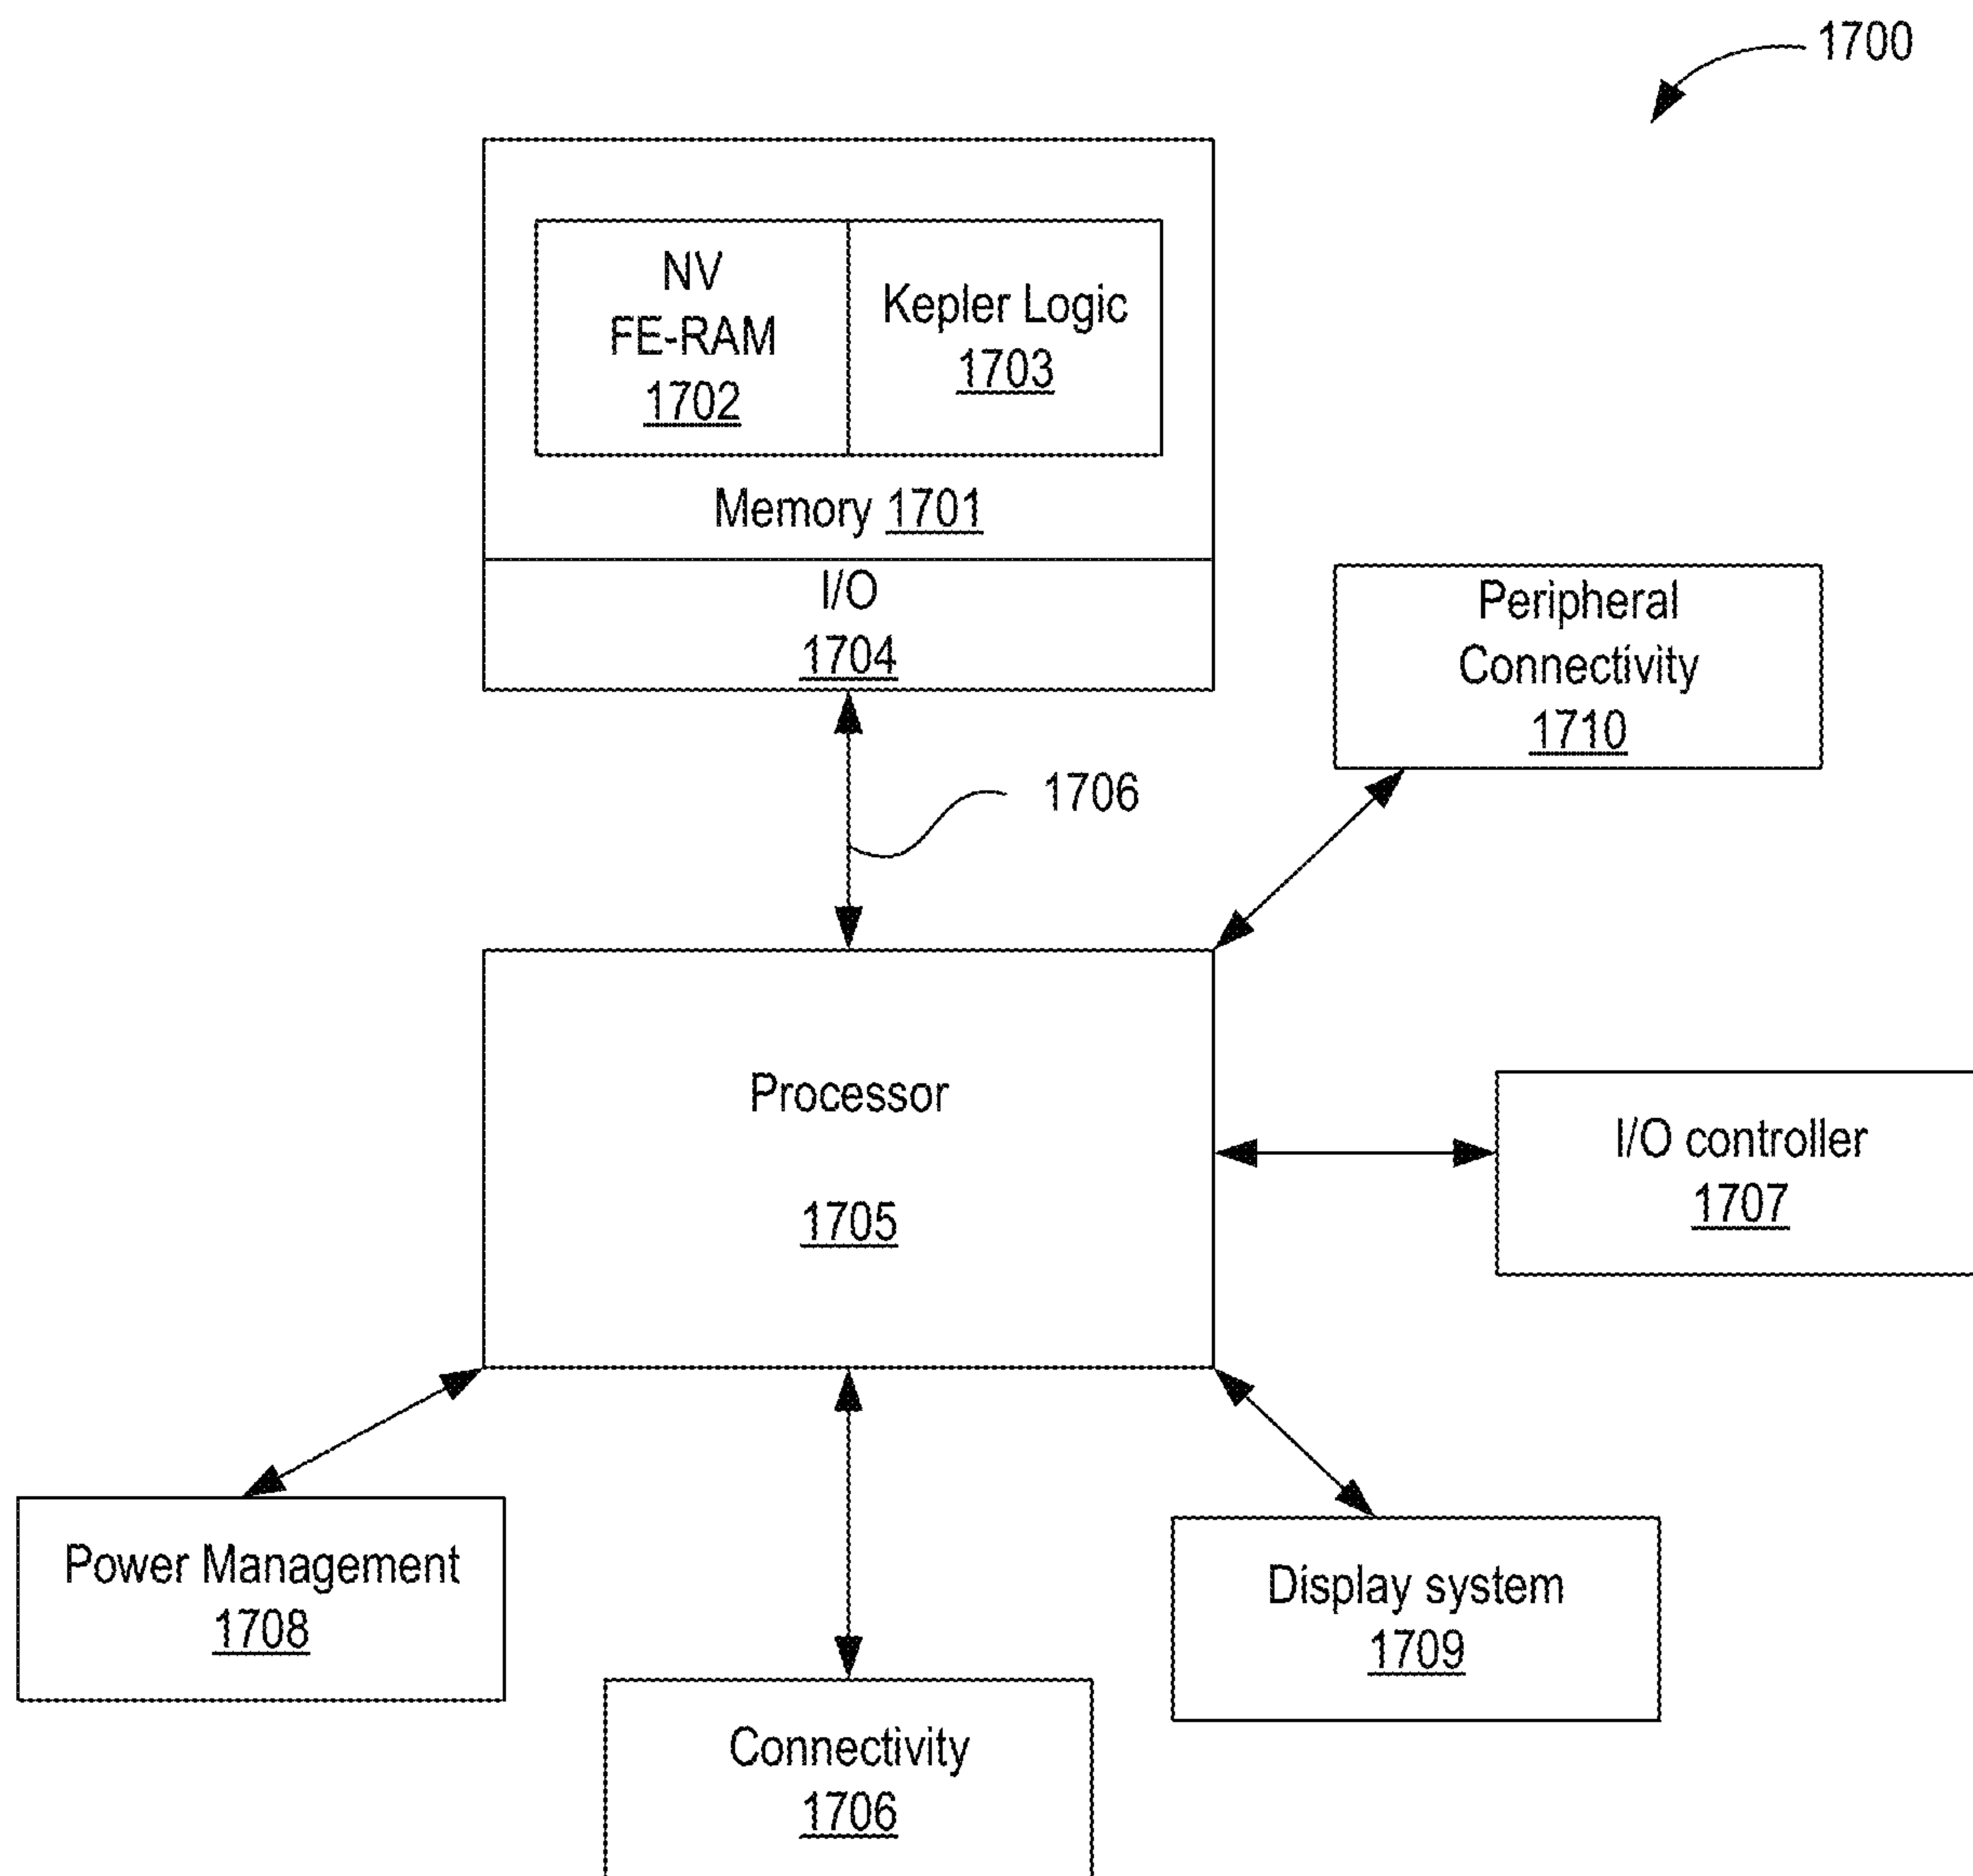 1700
NV
FE-RAM
1702
Kepler Logic
1703
Memory 1701
I/O
1704
Peripheral
Connectivity
1710
1706
Processor
1705
I/O controller
1707
Power Management
1708
Display system
1709
Connectivity
1706